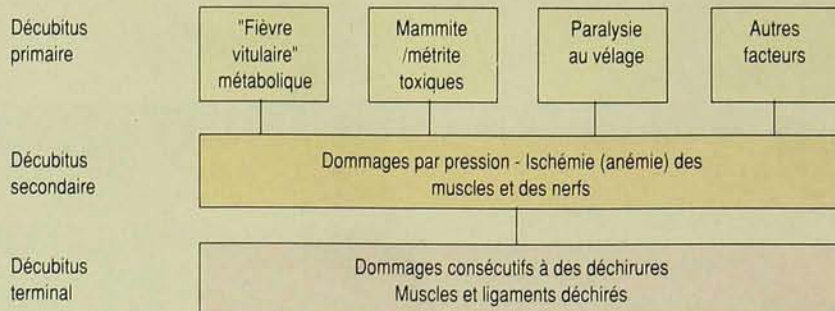 Décubitus
primaire
"Fièvre
vitulaire"
métabolique
Mammite
/métrite
toxiques
Paralysie
au vélage
Autres
facteurs
Décubitus
secondaire
Dommages par pression - Ischémie (anémie) des
muscles et des nerfs
Décubitus
terminal
Dommages consécutifs à des déchirures
Muscles et ligaments déchirés